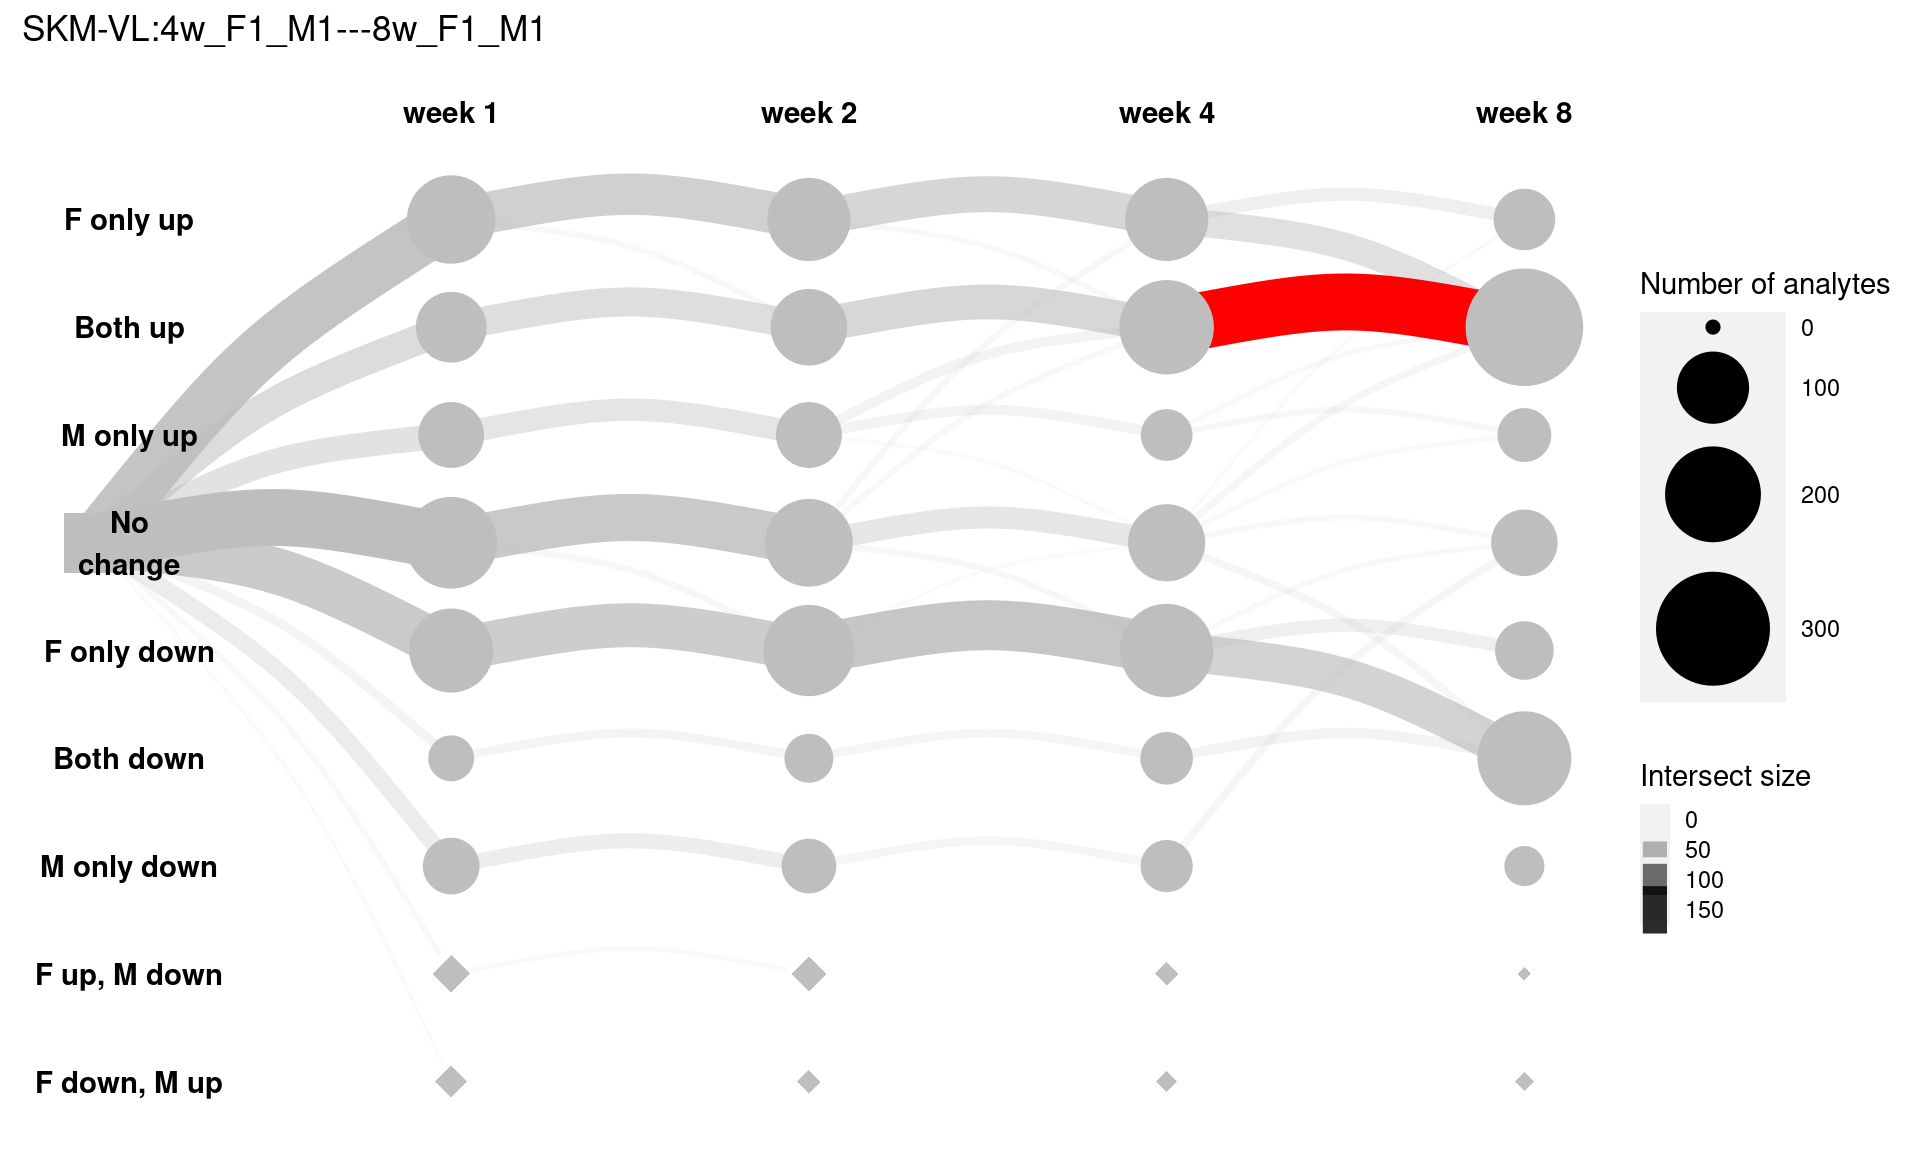 SKM-VL:4w_F1_M1---8w_F1_M1
week 1
week 2
week 4
week 8
F only up
Both up
M only up
No
change
F only down
Both down
M only down
F up, M down
F down, M up
Number of analytes
0
100
200
300
Intersect size
0
50
100
150